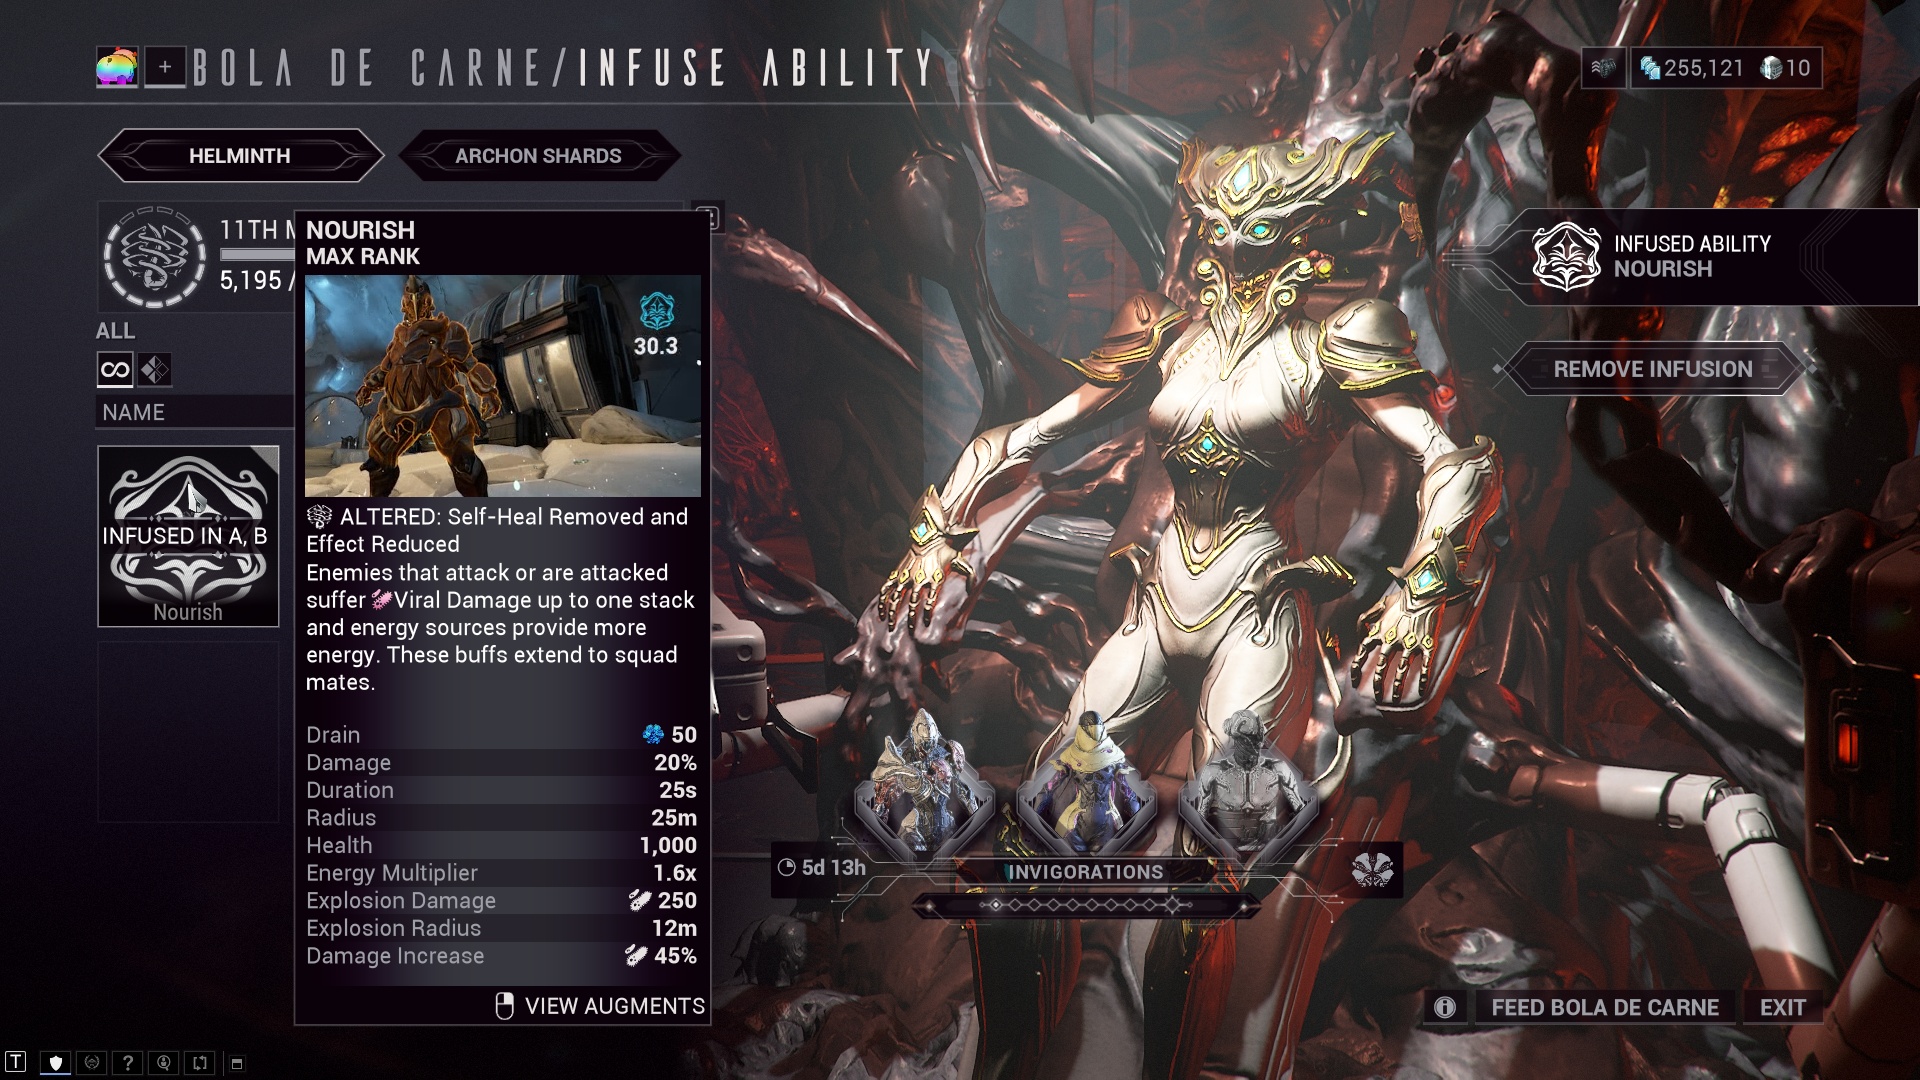 + BOLA DE CARNE/INFUSE ABILITY
255,121 10
HELMINTH
ARCHON SHARDS
11TH
5,195 /
ALL
NAME
INFUSED IN A, B
Nourish
NOURISH
MAX RANK
30.3
ALTERED: Self-Heal Removed and
Effect Reduced
Enemies that attack or are attacked
suffer Viral Damage up to one stack
and energy sources provide more
energy. These buffs extend to squad
mates.
Drain 50
Damage 20%
Duration 25s
Radius 25m
Health 1,000
Energy Multiplier 1.6x
Explosion Damage 250
Explosion Radius 12m
Damage Increase 45%
VIEW AUGMENTS
INFUSED ABILITY
NOURISH
REMOVE INFUSION
5d 13h
INVIGORATIONS
FEED BOLA DE CARNE
EXIT
T
?